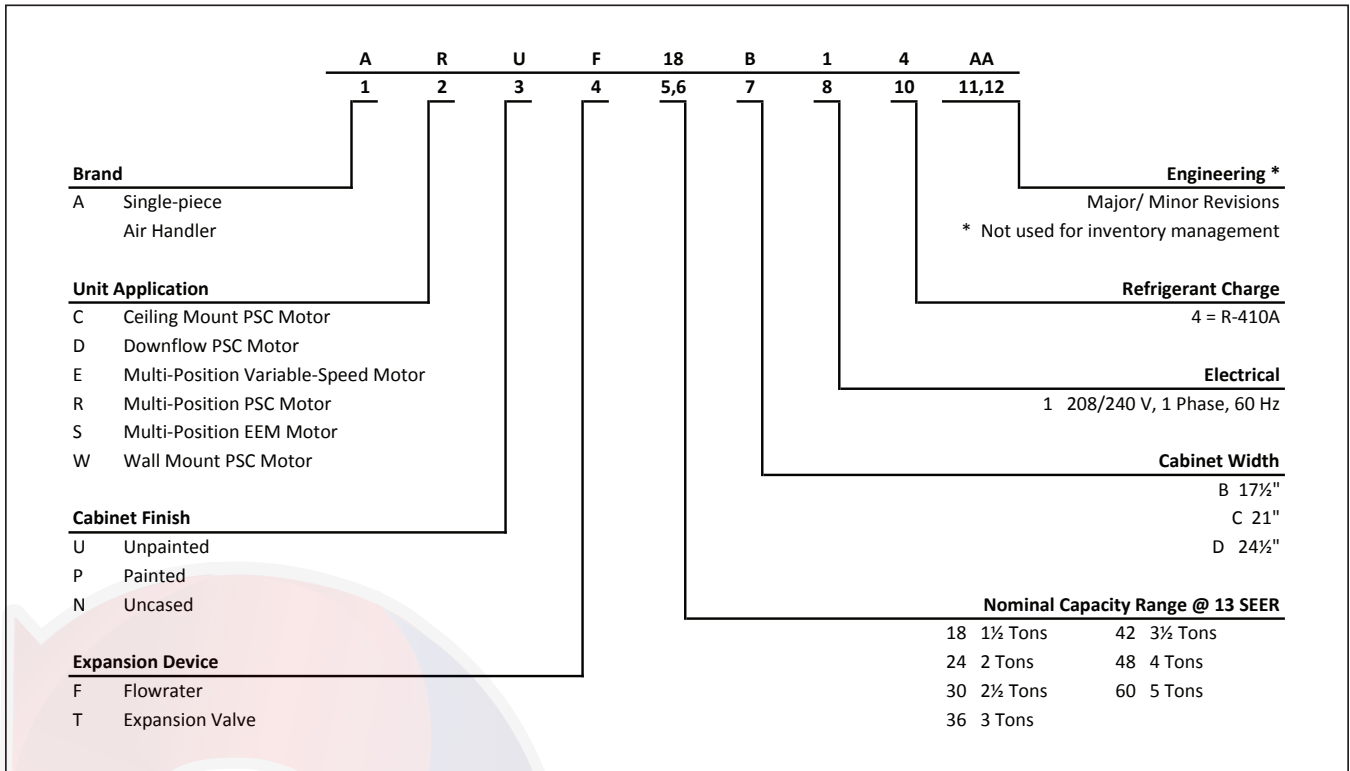 A R U F 18 B 1 4 AA
1 2 3 4 5,6 7 8 10 11,12
Brand
A Single-piece
Air Handler
Unit Application
C Ceiling Mount PSC Motor
D Downflow PSC Motor
E Multi-Position Variable-Speed Motor
R Multi-Position PSC Motor
S Multi-Position EEM Motor
W Wall Mount PSC Motor
Cabinet Finish
U Unpainted
P Painted
N Uncased
Expansion Device
F Flowrater
T Expansion Valve
Engineering *
Major/ Minor Revisions
* Not used for inventory management
Refrigerant Charge
4 = R-410A
Electrical
1 208/240 V, 1 Phase, 60 Hz
Cabinet Width
B 17½"
C 21"
D 24½"
Nominal Capacity Range @ 13 SEER
18 1½ Tons 42 3½ Tons
24 2 Tons 48 4 Tons
30 2½ Tons 60 5 Tons
36 3 Tons